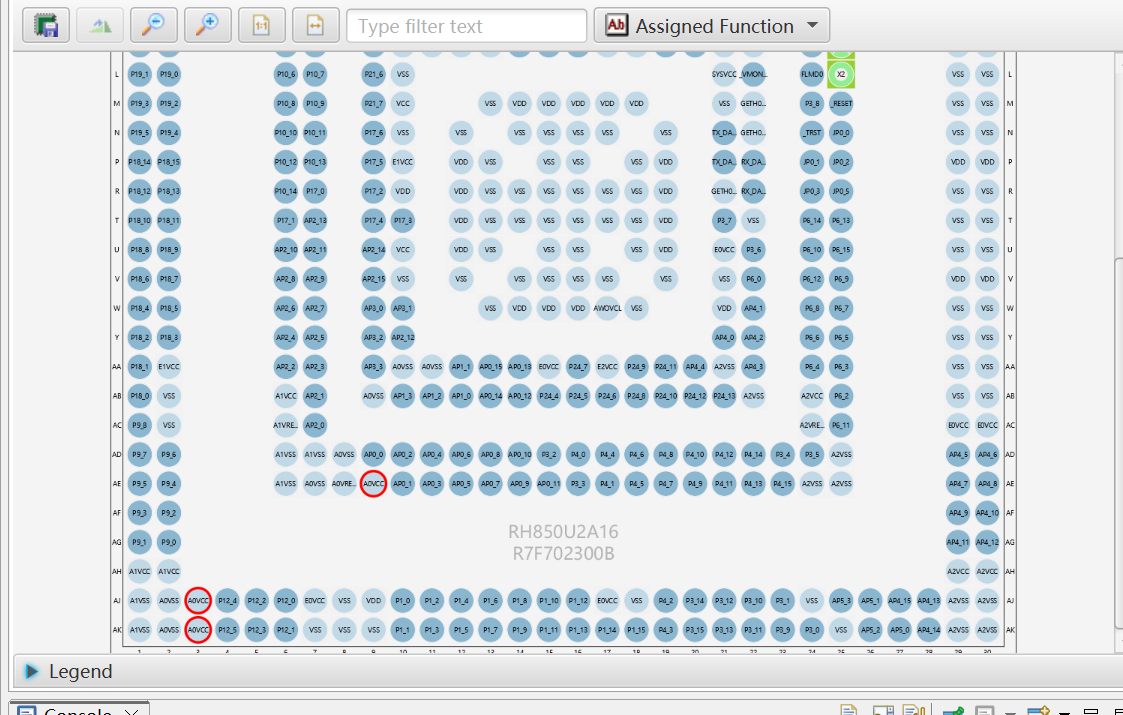 1:1 Type filter text Ab Assigned Function
L P19_1 P19_0 P10_6 P10_7 P21_6 VSS SYSVCC _VMON... FLMD0 X2 VSS VSS L
M P19_3 P19_2 P10_8 P10_9 P21_7 VCC VSS VDD VDD VDD VDD VDD VSS GETH0... P3_8 _RESET VSS VSS M
N P19_5 P19_4 P10_10 P10_11 P17_6 VSS VSS VSS VSS VSS VSS VSS TX_DA... GETH0... _TRST JP0_0 VSS VSS N
P P18_14 P18_15 P10_12 P10_13 P17_5 E1VCC VDD VSS VSS VSS VSS VDD TX_DA... RX_DA... JP0_1 JP0_2 VDD VDD P
R P18_12 P18_13 P10_14 P17_0 P17_2 VDD VDD VSS VSS VSS VSS VSS VSS VDD GETH0... RX_DA... JP0_3 JP0_5 VSS VSS R
T P18_10 P18_11 P17_1 AP2_13 P17_4 P17_3 VDD VSS VSS VSS VSS VSS VSS VDD P3_7 VSS P6_14 P6_13 VSS VSS T
U P18_8 P18_9 AP2_10 AP2_11 AP2_14 VCC VDD VSS VSS VSS VSS VDD E0VCC P3_6 P6_10 P6_15 VSS VSS U
V P18_6 P18_7 AP2_8 AP2_9 AP2_15 VSS VSS VSS VSS VSS VSS VSS VSS P6_0 P6_12 P6_9 VDD VDD V
W P18_4 P18_5 AP2_6 AP2_7 AP3_0 AP3_1 VSS VDD VDD VDD AWOVCL VSS VDD AP4_1 P6_8 P6_7 VSS VSS W
Y P18_2 P18_3 AP2_4 AP2_5 AP3_2 AP2_12 AP4_0 AP4_2 P6_6 P6_5 VSS VSS Y
AA P18_1 E1VCC AP2_2 AP2_3 AP3_3 A0VSS A0VSS AP1_1 AP0_15 AP0_13 E0VCC P24_7 E2VCC P24_9 P24_11 AP4_4 A2VSS AP4_3 P6_4 P6_3 VSS VSS AA
AB P18_0 VSS A1VCC AP2_1 A0VSS AP1_3 AP1_2 AP1_0 AP0_14 AP0_12 P24_4 P24_5 P24_6 P24_8 P24_10 P24_12 P24_13 A2VSS A2VCC P6_2 VSS VSS AB
AC P9_8 VSS A1VRE... AP2_0 A2VRE... P6_11 E0VCC E0VCC AC
AD P9_7 P9_6 A1VSS A1VSS A0VSS AP0_0 AP0_2 AP0_4 AP0_6 AP0_8 AP0_10 P3_2 P4_0 P4_4 P4_6 P4_8 P4_10 P4_12 P4_14 P3_4 P3_5 A2VSS AP4_5 AP4_6 AD
AE P9_5 P9_4 A1VSS A0VSS A0VRE... A0VCC AP0_1 AP0_3 AP0_5 AP0_7 AP0_9 AP0_11 P3_3 P4_1 P4_5 P4_7 P4_9 P4_11 P4_13 P4_15 A2VSS A2VSS AP4_7 AP4_8 AE
AF P9_3 P9_2 AP4_9 AP4_10 AF
RH850U2A16
AG P9_1 P9_0 AP4_11 AP4_12 AG
R7F702300B
AH A1VCC A1VCC A2VCC A2VCC AH
AJ A1VSS A0VSS A0VCC P12_4 P12_2 P12_0 E0VCC VSS VDD P1_0 P1_2 P1_4 P1_6 P1_8 P1_10 P1_12 E0VCC VSS P4_2 P3_14 P3_12 P3_10 P3_1 VSS AP5_3 AP5_1 AP4_15 AP4_13 A2VSS A2VSS AJ
AK A1VSS A0VSS A0VCC P12_5 P12_3 P12_1 VSS VSS VSS P1_1 P1_3 P1_5 P1_7 P1_9 P1_11 P1_13 P1_14 P1_15 P4_3 P3_15 P3_13 P3_11 P3_9 P3_0 VSS AP5_2 AP5_0 AP4_14 A2VSS A2VSS AK
1 2 3 4 5 6 7 8 9 10 11 12 13 14 15 16 17 18 19 20 21 22 23 24 25 26 27 28 29 30
Legend
Console